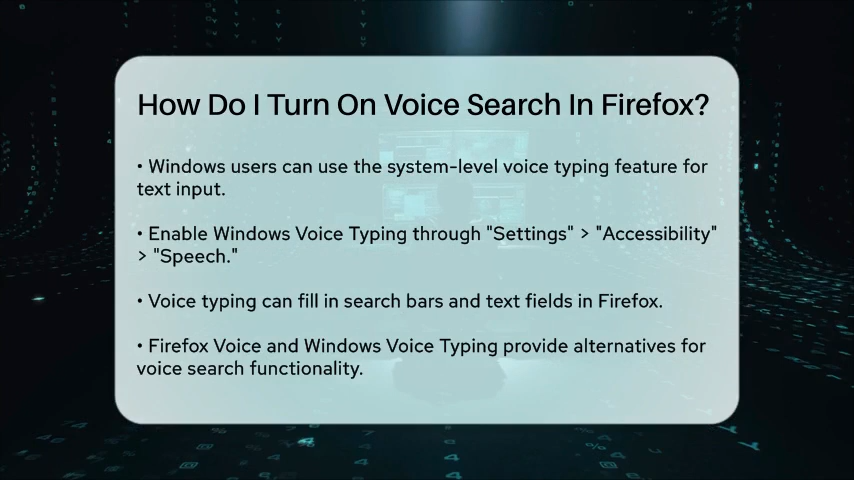 How Do I Turn On Voice Search In Firefox?
• Windows users can use the system-level voice typing feature for
text input.
• Enable Windows Voice Typing through "Settings" > "Accessibility"
> "Speech."
• Voice typing can fill in search bars and text fields in Firefox.
• Firefox Voice and Windows Voice Typing provide alternatives for
voice search functionality.